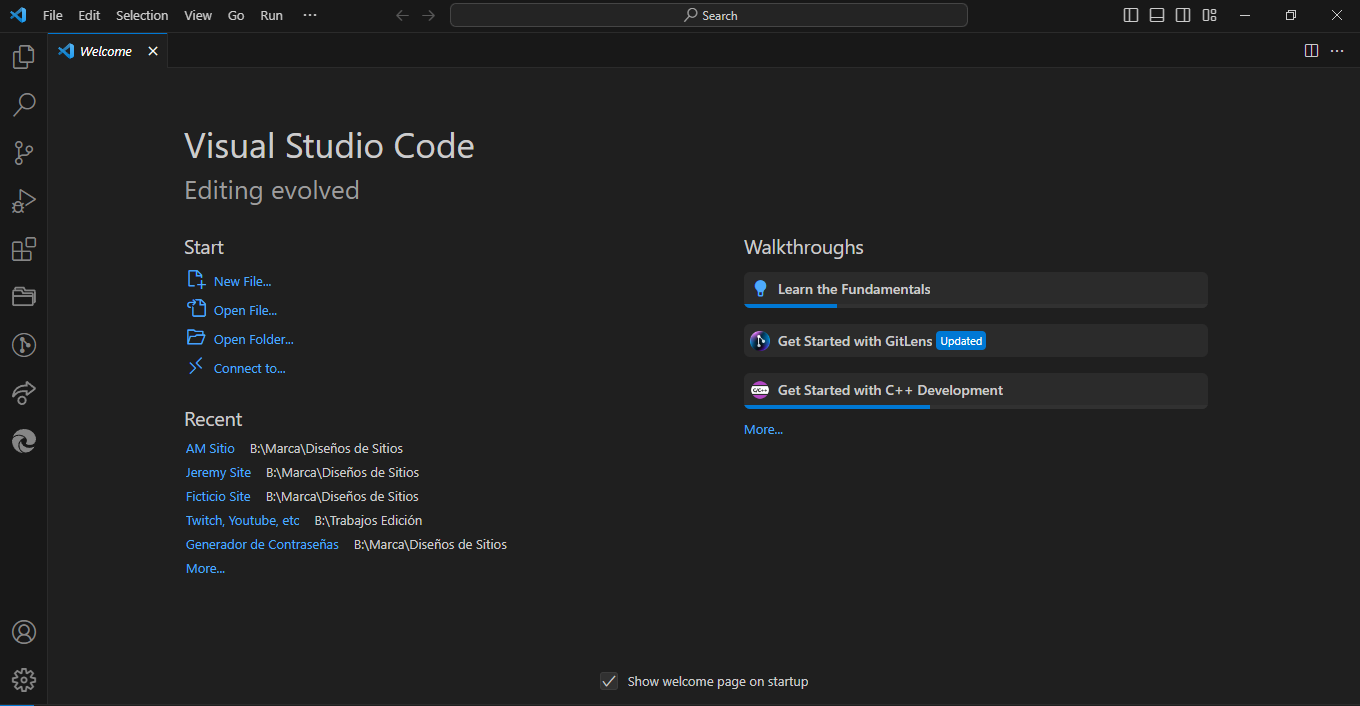 File Edit Selection View Go Run ···
Search
Welcome
Visual Studio Code
Editing evolved
Start
New File...
Open File...
Open Folder...
Connect to...
Recent
AM Sitio B:\Marca\Diseños de Sitios
Jeremy Site B:\Marca\Diseños de Sitios
Ficticio Site B:\Marca\Diseños de Sitios
Twitch, Youtube, etc B:\Trabajos Edición
Generador de Contraseñas B:\Marca\Diseños de Sitios
More...
Walkthroughs
Learn the Fundamentals
Get Started with GitLens Updated
C/C++ Get Started with C++ Development
More...
Show welcome page on startup